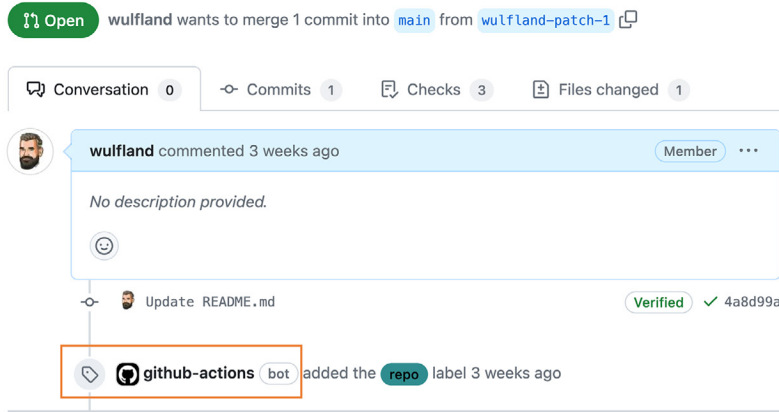 Open wulfland wants to merge 1 commit into main from wulfland-patch-1
Conversation 0 Commits 1 Checks 3 Files changed 1
wulfland commented 3 weeks ago Member
No description provided.
Update README.md Verified 4a8d99a
github-actions bot added the repo label 3 weeks ago